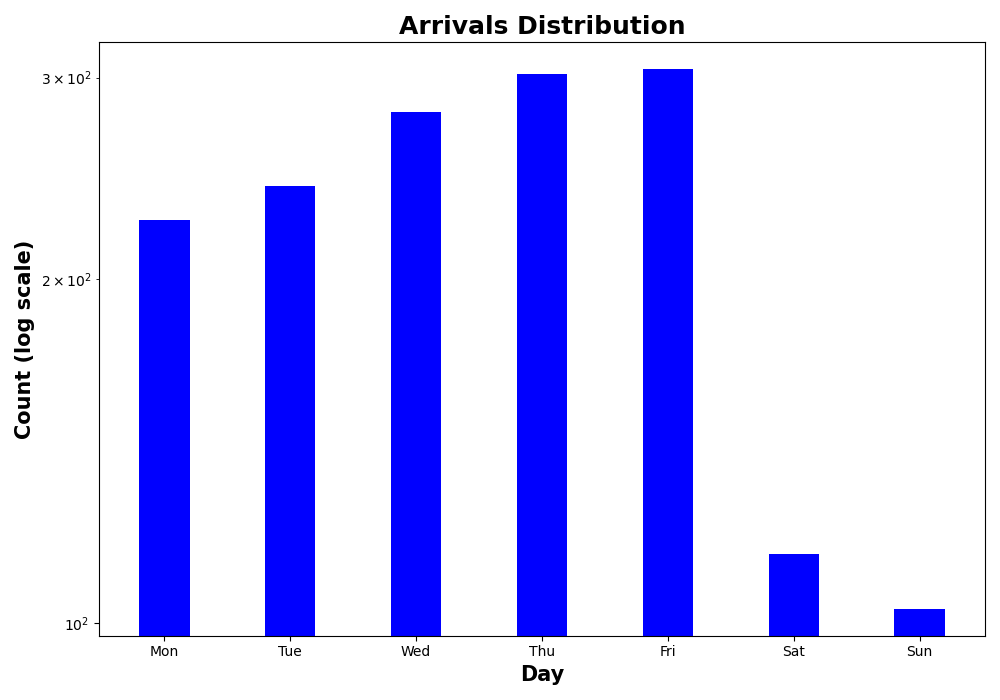 Arrivals Distribution
Count (log scale)
3 × 10²
2 × 10²
10²
Mon Tue Wed Thu Fri Sat Sun
Day